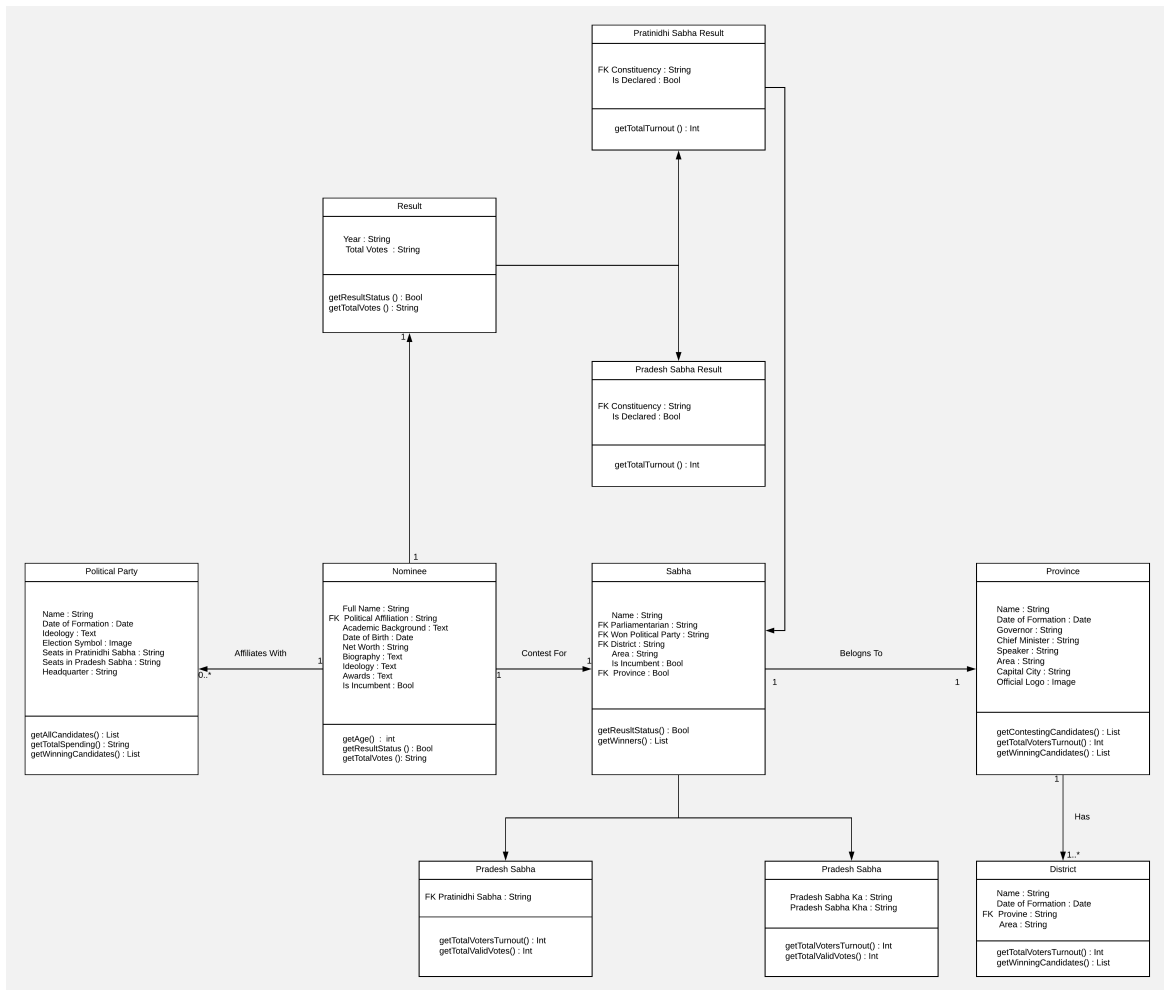 Pratinidhi Sabha Result
FK Constituency : String
Is Declared : Bool
getTotalTurnout () : Int
Result
Year : String
Total Votes : String
getResultStatus () : Bool
getTotalVotes () : String
1
Pradesh Sabha Result
FK Constituency : String
Is Declared : Bool
getTotalTurnout () : Int
1
Political Party
Name : String
Date of Formation : Date
Ideology : Text
Election Symbol : Image
Seats in Pratinidhi Sabha : String
Seats in Pradesh Sabha : String
Headquarter : String
getAllCandidates() : List
getTotalSpending() : String
getWinningCandidates() : List
Affiliates With
0..*
1
Nominee
Full Name : String
FK Political Affiliation : String
Academic Background : Text
Date of Birth : Date
Net Worth : String
Biography : Text
Ideology : Text
Awards : Text
Is Incumbent : Bool
getAge() : int
getResultStatus () : Bool
getTotalVotes (): String
Contest For
1
1
Sabha
Name : String
FK Parliamentarian : String
FK Won Political Party : String
FK District : String
Area : String
Is Incumbent : Bool
FK Province : Bool
getReusltStatus() : Bool
getWinners() : List
Belogns To
1
1
Province
Name : String
Date of Formation : Date
Governor : String
Chief Minister : String
Speaker : String
Area : String
Capital City : String
Official Logo : Image
getContestingCandidates() : List
getTotalVotersTurnout() : Int
getWinningCandidates() : List
1
Has
1..*
Pradesh Sabha
FK Pratinidhi Sabha : String
getTotalVotersTurnout() : Int
getTotalValidVotes() : Int
Pradesh Sabha
Pradesh Sabha Ka : String
Pradesh Sabha Kha : String
getTotalVotersTurnout() : Int
getTotalValidVotes() : Int
District
Name : String
Date of Formation : Date
FK Provine : String
Area : String
getTotalVotersTurnout() : Int
getWinningCandidates() : List